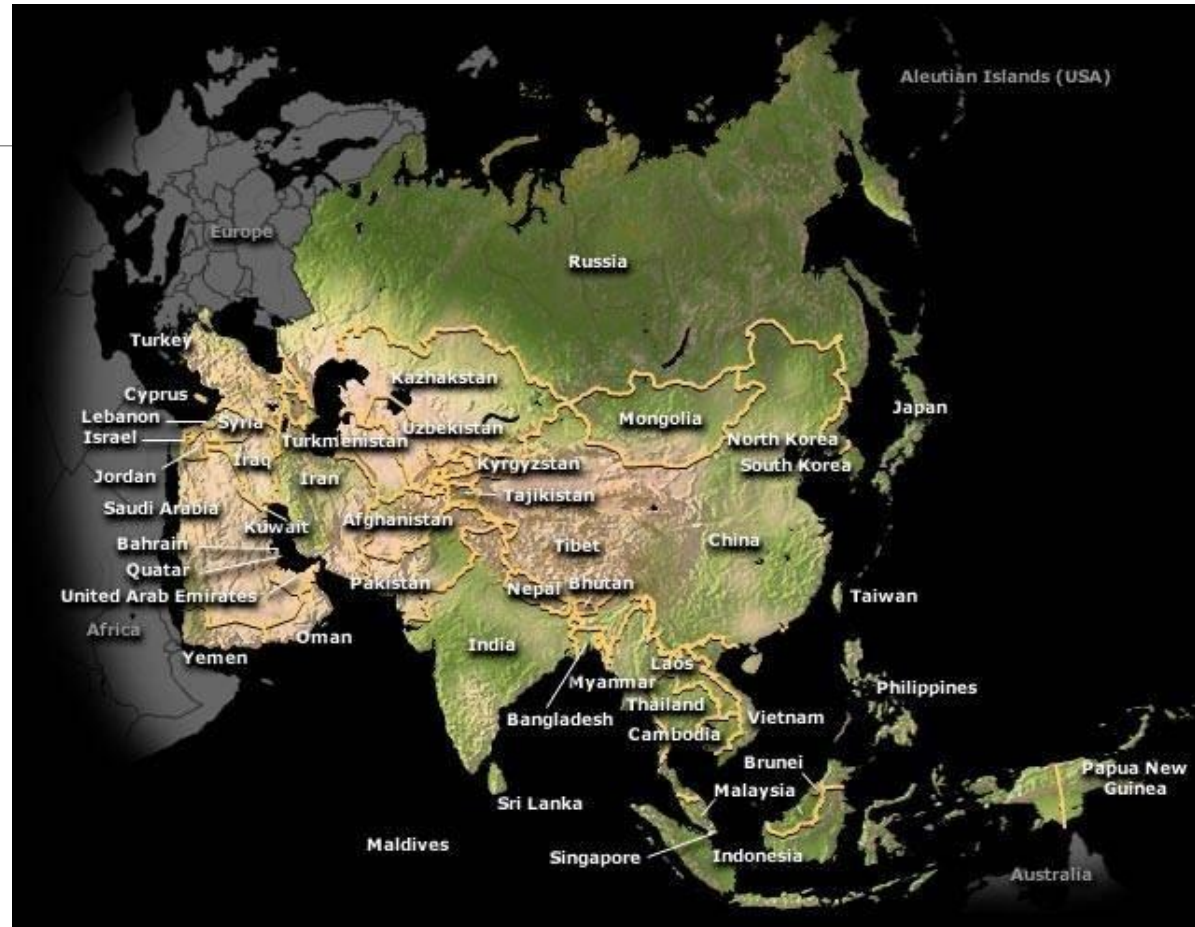 Aleutian Islands (USA)
Europe
Russia
Turkey
Kazhakstan
Cyprus
Japan
Lebanon
Syria
Mongolia
Uzbekistan
Israel
Turkmenistan
North Korea
Iraq
Kyrgyzstan
South Korea
Jordan
Iran
Tajikistan
Saudi Arabia
Afghanistan
Kuwait
China
Bahrain
Tibet
Quatar
Pakistan
Nepal
Bhutan
United Arab Emirates
Taiwan
Africa
Oman
India
Yemen
Laos
Myanmar
Philippines
Thailand
Bangladesh
Vietnam
Cambodia
Brunei
Papua New
Guinea
Malaysia
Sri Lanka
Maldives
Singapore
Indonesia
Australia